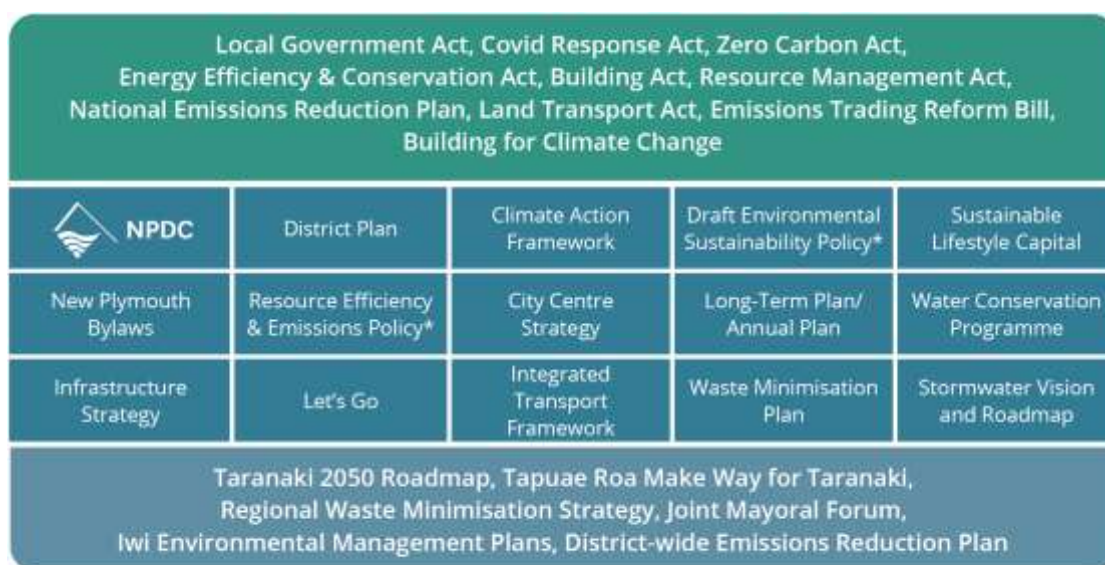 Local Government Act, Covid Response Act, Zero Carbon Act,
Energy Efficiency & Conservation Act, Building Act, Resource Management Act,
National Emissions Reduction Plan, Land Transport Act, Emissions Trading Reform Bill,
Building for Climate Change
NPDC
District Plan
Climate Action
Framework
Draft Environmental
Sustainability Policy*
Sustainable
Lifestyle Capital
New Plymouth
Bylaws
Resource Efficiency
& Emissions Policy*
City Centre
Strategy
Long-Term Plan/
Annual Plan
Water Conservation
Programme
Infrastructure
Strategy
Let's Go
Integrated
Transport
Framework
Waste Minimisation
Plan
Stormwater Vision
and Roadmap
Taranaki 2050 Roadmap, Tapuae Roa Make Way for Taranaki,
Regional Waste Minimisation Strategy, Joint Mayoral Forum,
Iwi Environmental Management Plans, District-wide Emissions Reduction Plan